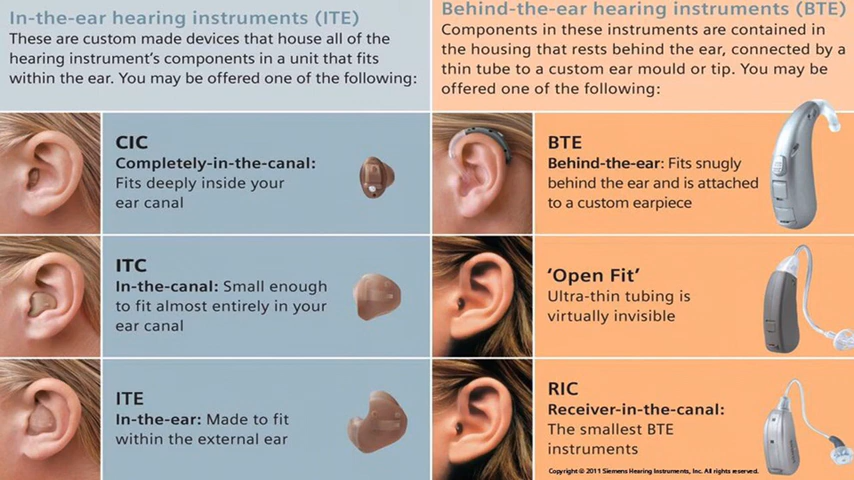 In-the-ear hearing instruments (ITE)
These are custom made devices that house all of the
hearing instrument's components in a unit that fits
within the ear. You may be offered one of the following:
CIC
Completely-in-the-canal:
Fits deeply inside your
ear canal
ITC
In-the-canal: Small enough
to fit almost entirely in your
ear canal
ITE
In-the-ear: Made to fit
within the external ear
Behind-the-ear hearing instruments (BTE)
Components in these instruments are contained in
the housing that rests behind the ear, connected by a
thin tube to a custom ear mould or tip. You may be
offered one of the following:
BTE
Behind-the-ear: Fits snugly
behind the ear and is attached
to a custom earpiece
'Open Fit'
Ultra-thin tubing is
virtually invisible
RIC
Receiver-in-the-canal:
The smallest BTE
instruments
Copyright © 2011 Siemens Hearing Instruments, Inc. All rights reserved.